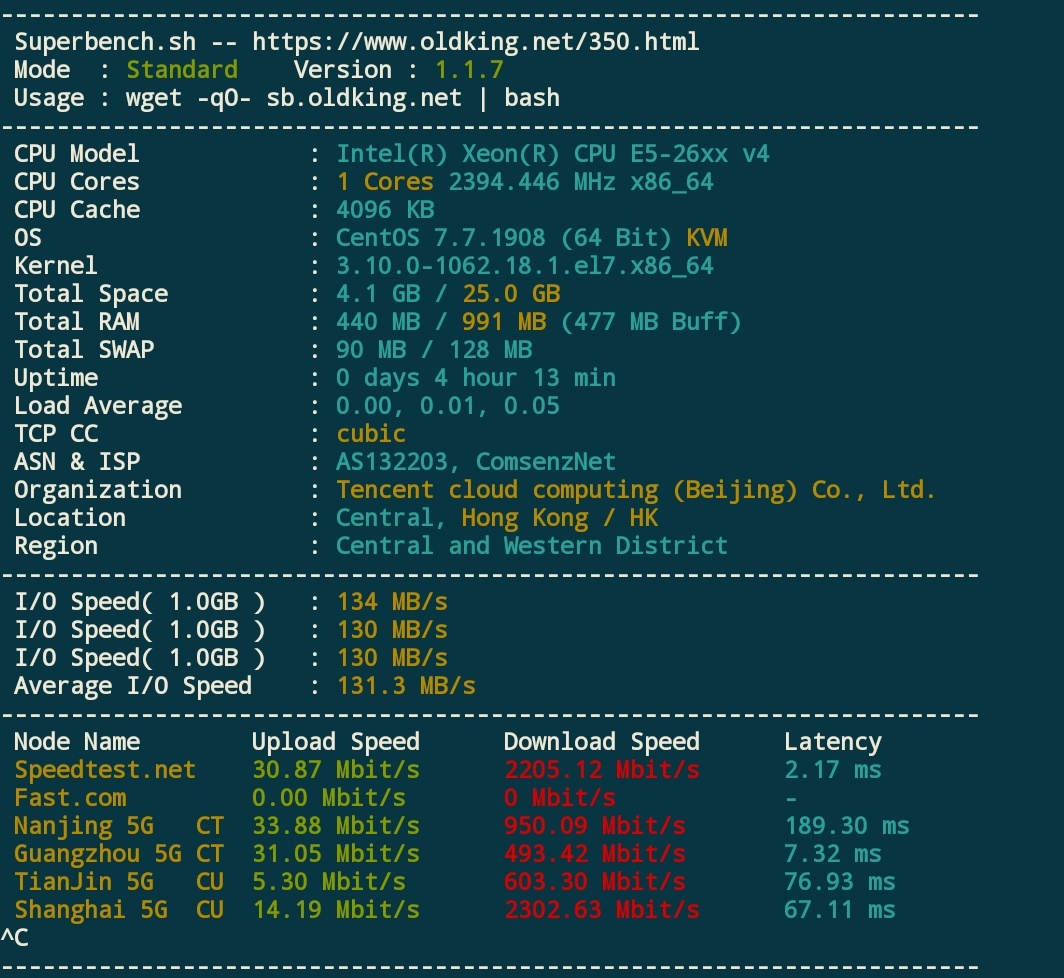 ----------------------------------------------------------------------
Superbench.sh -- https://www.oldking.net/350.html
Mode  : Standard    Version : 1.1.7
Usage : wget -qO- sb.oldking.net | bash
----------------------------------------------------------------------
CPU Model            : Intel(R) Xeon(R) CPU E5-26xx v4
CPU Cores            : 1 Cores 2394.446 MHz x86_64
CPU Cache            : 4096 KB
OS                   : CentOS 7.7.1908 (64 Bit) KVM
Kernel               : 3.10.0-1062.18.1.el7.x86_64
Total Space          : 4.1 GB / 25.0 GB
Total RAM            : 440 MB / 991 MB (477 MB Buff)
Total SWAP           : 90 MB / 128 MB
Uptime               : 0 days 4 hour 13 min
Load Average         : 0.00, 0.01, 0.05
TCP CC               : cubic
ASN & ISP            : AS132203, ComsenzNet
Organization         : Tencent cloud computing (Beijing) Co., Ltd.
Location             : Central, Hong Kong / HK
Region               : Central and Western District
----------------------------------------------------------------------
I/O Speed( 1.0GB )   : 134 MB/s
I/O Speed( 1.0GB )   : 130 MB/s
I/O Speed( 1.0GB )   : 130 MB/s
Average I/O Speed    : 131.3 MB/s
----------------------------------------------------------------------
Node Name        Upload Speed      Download Speed      Latency
Speedtest.net    30.87 Mbit/s      2205.12 Mbit/s      2.17 ms
Fast.com         0.00 Mbit/s       0 Mbit/s            -
Nanjing 5G   CT  33.88 Mbit/s      950.09 Mbit/s       189.30 ms
Guangzhou 5G CT  31.05 Mbit/s      493.42 Mbit/s       7.32 ms
TianJin 5G   CU  5.30 Mbit/s       603.30 Mbit/s       76.93 ms
Shanghai 5G  CU  14.19 Mbit/s      2302.63 Mbit/s      67.11 ms
^C
----------------------------------------------------------------------